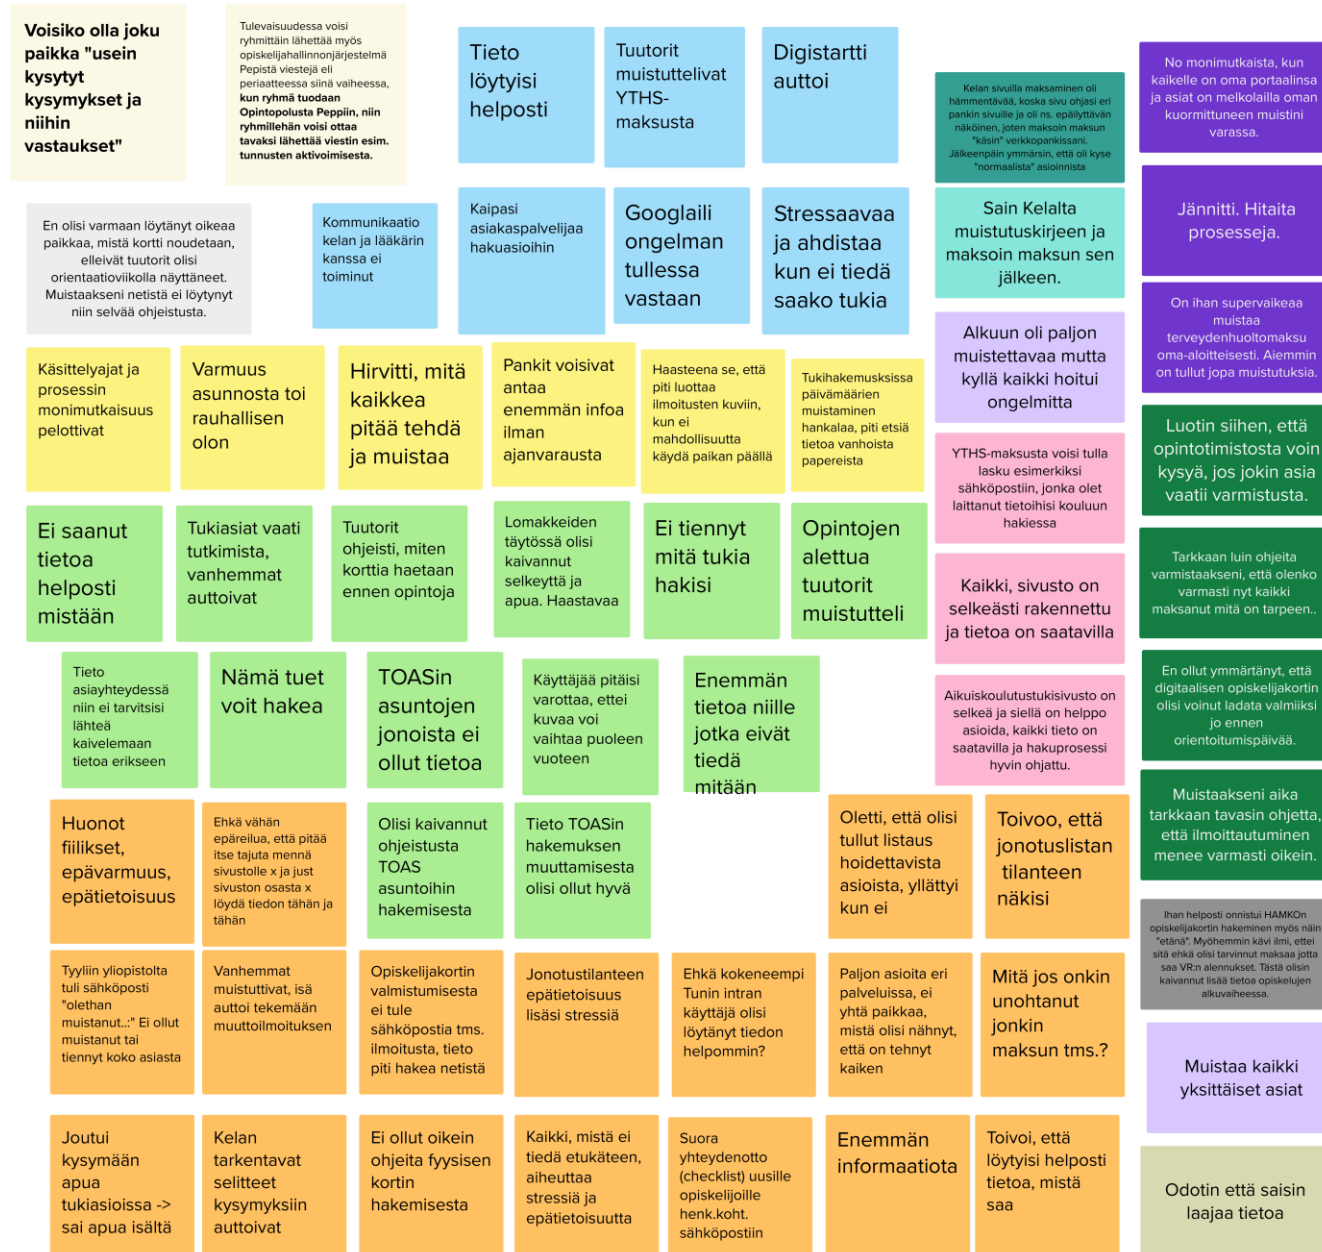 Voisiko olla joku
paikka "usein
kysytyt
kysymykset ja
niihin
vastaukset"
Tulevaisuudessa voisi
ryhmittäin lähettää myös
opiskelijahallinnonjärjestelmä
Pepistä viestejä eli
periaatteessa siinä vaiheessa,
kun ryhmä tuodaan
Opintopolusta Peppiin, niin
ryhmillehän voisi ottaa
tavaksi lähettää viestin esim.
tunnusten aktivoimisesta.
Tieto
löytyisi
helposti
Tuutorit
muistuttelivat
YTHS-
maksusta
Digistartti
auttoi
Kelan sivuilla maksaminen oli
hämmentävää, koska sivu ohjasi eri
pankin sivuille ja oli ns. epäilyttävän
näköinen, joten maksoin maksun
"käsin" verkkopankissani.
Jälkeenpäin ymmärsin, että oli kyse
"normaalista" asioinnista
No monimutkaista, kun
kaikelle on oma portaalinsa
ja asiat on melkolailla oman
kuormittuneen muistini
varassa.
En olisi varmaan löytänyt oikeaa
paikkaa, mistä kortti noudetaan,
elleivät tuutorit olisi
orientaatioviikolla näyttäneet.
Muistaakseni netistä ei löytynyt
niin selvää ohjeistusta.
Kommunikaatio
kelan ja lääkärin
kanssa ei
toiminut
Kaipasi
asiakaspalvelijaa
hakuasioihin
Googlaili
ongelman
tullessa
vastaan
Stressaavaa
ja ahdistaa
kun ei tiedä
saako tukia
Sain Kelalta
muistutuskirjeen ja
maksoin maksun sen
jälkeen.
Jännitti. Hitaita
prosesseja.
On ihan supervaikeaa
muistaa
terveydenhuoltomaksu
oma-aloitteisesti. Aiemmin
on tullut jopa muistutuksia.
Käsittelyajat ja
prosessin
monimutkaisuus
pelottivat
Varmuus
asunnosta toi
rauhallisen
olon
Hirvitti, mitä
kaikkea
pitää tehdä
ja muistaa
Pankit voisivat
antaa
enemmän infoa
ilman
ajanvarausta
Haasteena se, että
piti luottaa
ilmoitusten kuviin,
kun ei
mahdollisuutta
käydä paikan päällä
Tukihakemusksissa
päivämäärien
muistaminen
hankalaa, piti etsiä
tietoa vanhoista
papereista
Alkuun oli paljon
muistettavaa mutta
kyllä kaikki hoitui
ongelmitta
YTHS-maksusta voisi tulla
lasku esimerkiksi
sähköpostiin, jonka olet
laittanut tietoihisi kouluun
hakiessa
Luotin siihen, että
opintotimistosta voin
kysyä, jos jokin asia
vaatii varmistusta.
Ei saanut
tietoa
helposti
mistään
Tukiasiat vaati
tutkimista,
vanhemmat
auttoivat
Tuutorit
ohjeisti, miten
korttia haetaan
ennen opintoja
Lomakkeiden
täytössä olisi
kaivannut
selkeyttä ja
apua. Haastavaa
Ei tiennyt
mitä tukia
hakisi
Opintojen
alettua
tuutorit
muistutteli
Kaikki, sivusto on
selkeästi rakennettu
ja tietoa on saatavilla
Tarkkaan luin ohjeita
varmistaakseni, että olenko
varmasti nyt kaikki
maksanut mitä on tarpeen..
Tieto
asiayhteydessä
niin ei tarvitsisi
lähteä
kaivelemaan
tietoa erikseen
Nämä tuet
voit hakea
TOASin
asuntojen
jonoista ei
ollut tietoa
Käyttäjää pitäisi
varottaa, ettei
kuvaa voi
vaihtaa puoleen
vuoteen
Enemmän
tietoa niille
jotka eivät
tiedä
mitään
Aikuiskoulutustukisivusto on
selkeä ja siellä on helppo
asioida, kaikki tieto on
saatavilla ja hakuprosessi
hyvin ohjattu.
En ollut ymmärtänyt, että
digitaalisen opiskelijakortin
olisi voinut ladata valmiiksi
jo ennen
orientoitumispäivää.
Muistaakseni aika
tarkkaan tavasin ohjetta,
että ilmoittautuminen
menee varmasti oikein.
Huonot
fiilikset,
epävarmuus,
epätietoisuus
Ehkä vähän
epäreilua, että pitää
itse tajuta mennä
sivustolle x ja just
sivuston osasta x
löydä tiedon tähän ja
tähän
Olisi kaivannut
ohjeistusta
TOAS
asuntoihin
hakemisesta
Tieto TOASin
hakemuksen
muuttamisesta
olisi ollut hyvä
Oletti, että olisi
tullut listaus
hoidettavista
asioista, yllättyi
kun ei
Toivoo, että
jonotuslistan
tilanteen
näkisi
Ihan helposti onnistui HAMKOn
opiskelijakortin hakeminen myös näin
"etänä". Myöhemmin kävi ilmi, ettei
sitä ehkä olisi tarvinnut maksaa jotta
saa VR:n alennukset. Tästä olisin
kaivannut lisää tietoa opiskelujen
alkuvaiheessa.
Tyyliin yliopistolta
tuli sähköposti
"olethan
muistanut..:" Ei ollut
muistanut tai
tiennyt koko asiasta
Vanhemmat
muistuttivat, isä
auttoi tekemään
muuttoilmoituksen
Opiskelijakortin
valmistumisesta
ei tule
sähköpostia tms.
ilmoitusta, tieto
piti hakea netistä
Jonotustilanteen
epätietoisuus
lisäsi stressiä
Ehkä kokeneempi
Tunin intran
käyttäjä olisi
löytänyt tiedon
helpommin?
Paljon asioita eri
palveluissa, ei
yhtä paikkaa,
mistä olisi nähnyt,
että on tehnyt
kaiken
Mitä jos onkin
unohtanut
jonkin
maksun tms.?
Muistaa kaikki
yksittäiset asiat
Joutui
kysymään
apua
tukiasioissa ->
sai apua isältä
Kelan
tarkentavat
selitteet
kysymyksiin
auttoivat
Ei ollut oikein
ohjeita fyysisen
kortin
hakemisesta
Kaikki, mistä ei
tiedä etukäteen,
aiheuttaa
stressiä ja
epätietoisuutta
Suora
yhteydenotto
(checklist) uusille
opiskelijoille
henk.koht.
sähköpostiin
Enemmän
informaatiota
Toivoi, että
löytyisi helposti
tietoa, mistä
saa
Odotin että saisin
laajaa tietoa